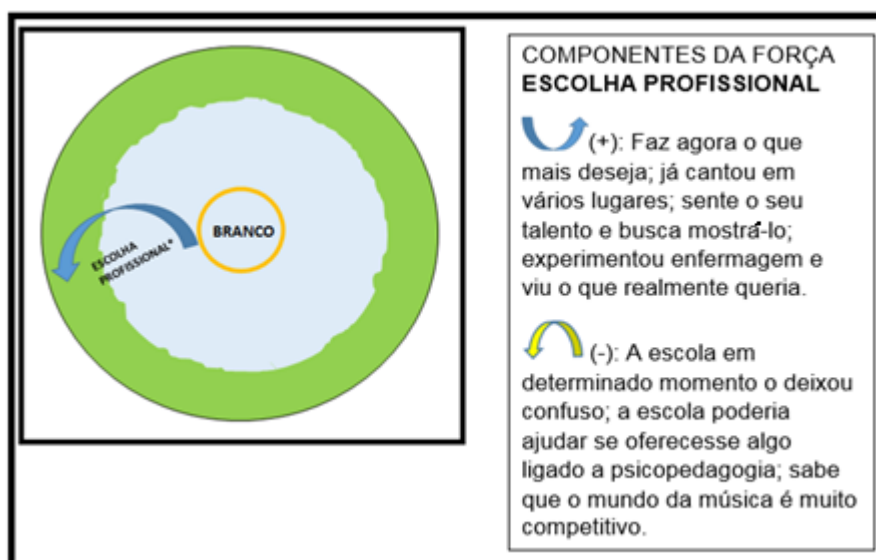 BRANCO
ESCOLHA
PROFISSIONAL*
COMPONENTES DA FORÇA
ESCOLHA PROFISSIONAL
(+): Faz agora o que
mais deseja; já cantou em
vários lugares; sente o seu
talento e busca mostrá-lo;
experimentou enfermagem e
viu o que realmente queria.
(-): A escola em
determinado momento o deixou
confuso; a escola poderia
ajudar se oferecesse algo
ligado a psicopedagogia; sabe
que o mundo da música é muito
competitivo.